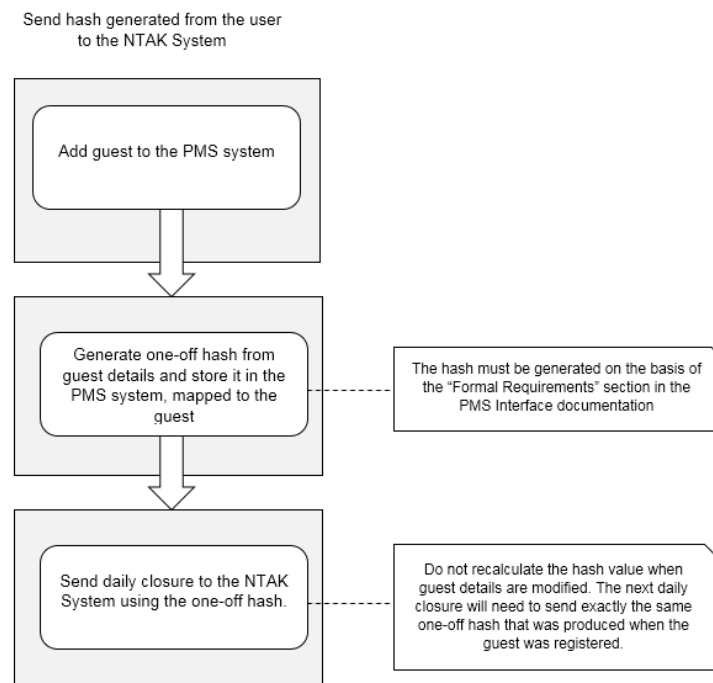 Send hash generated from the user
to the NTAK System
Add guest to the PMS system
Generate one-off hash from
guest details and store it in the
PMS system, mapped to the
guest
The hash must be generated on the basis of
the “Formal Requirements” section in the
PMS Interface documentation
Send daily closure to the NTAK
System using the one-off hash.
Do not recalculate the hash value when
guest details are modified. The next daily
closure will need to send exactly the same
one-off hash that was produced when the
guest was registered.